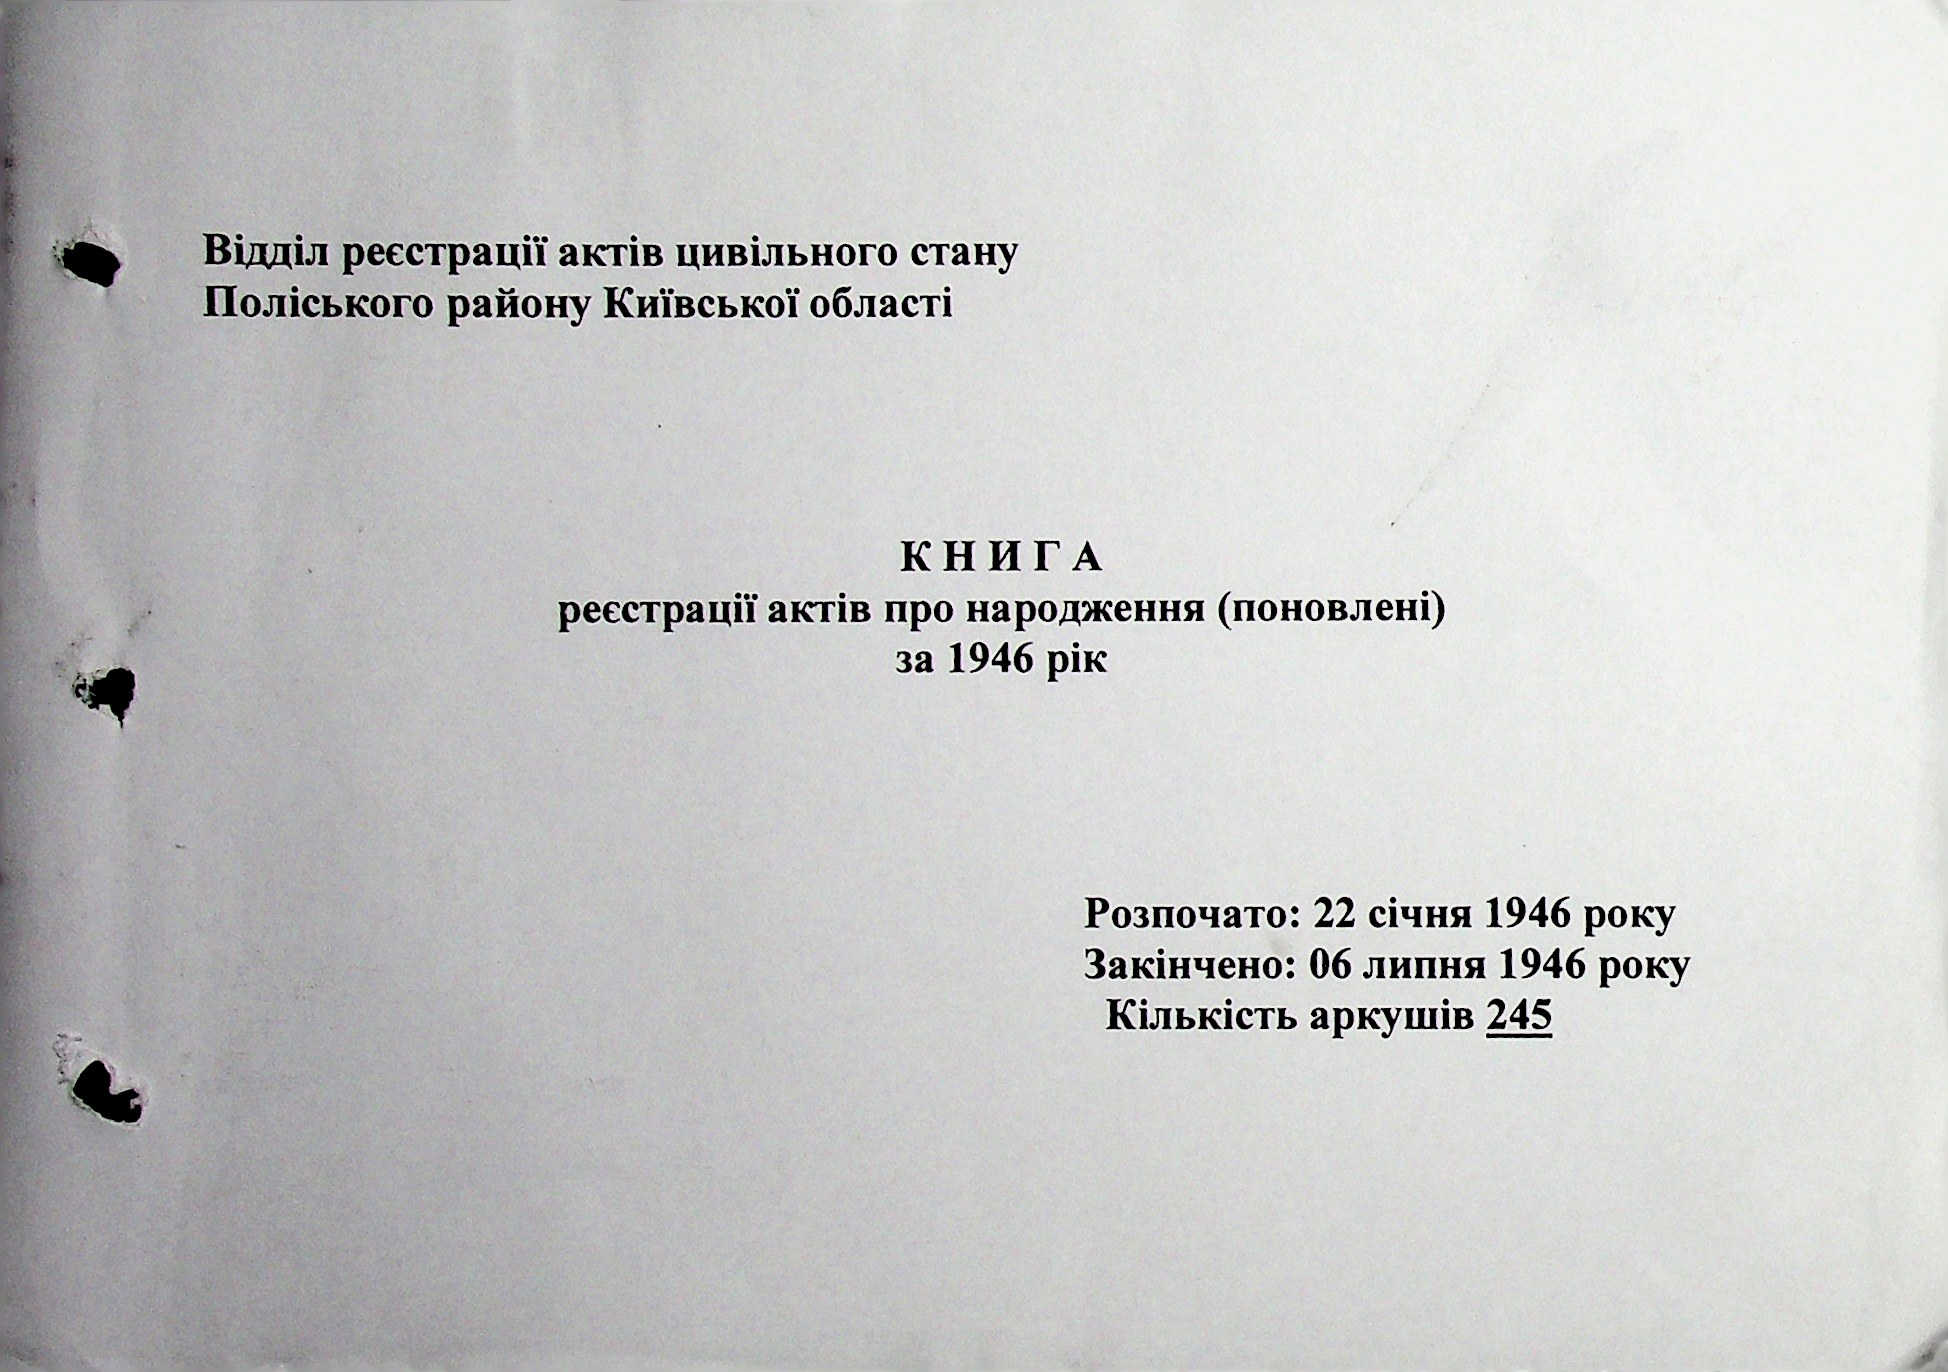 Відділ реєстрації актів цивільного стану
Поліського району Київської області
К Н И Г А
реєстрації актів про народження (поновлені)
за 1946 рік
Розпочато: 22 січня 1946 року
Закінчено: 06 липня 1946 року
Кількість аркушів 245